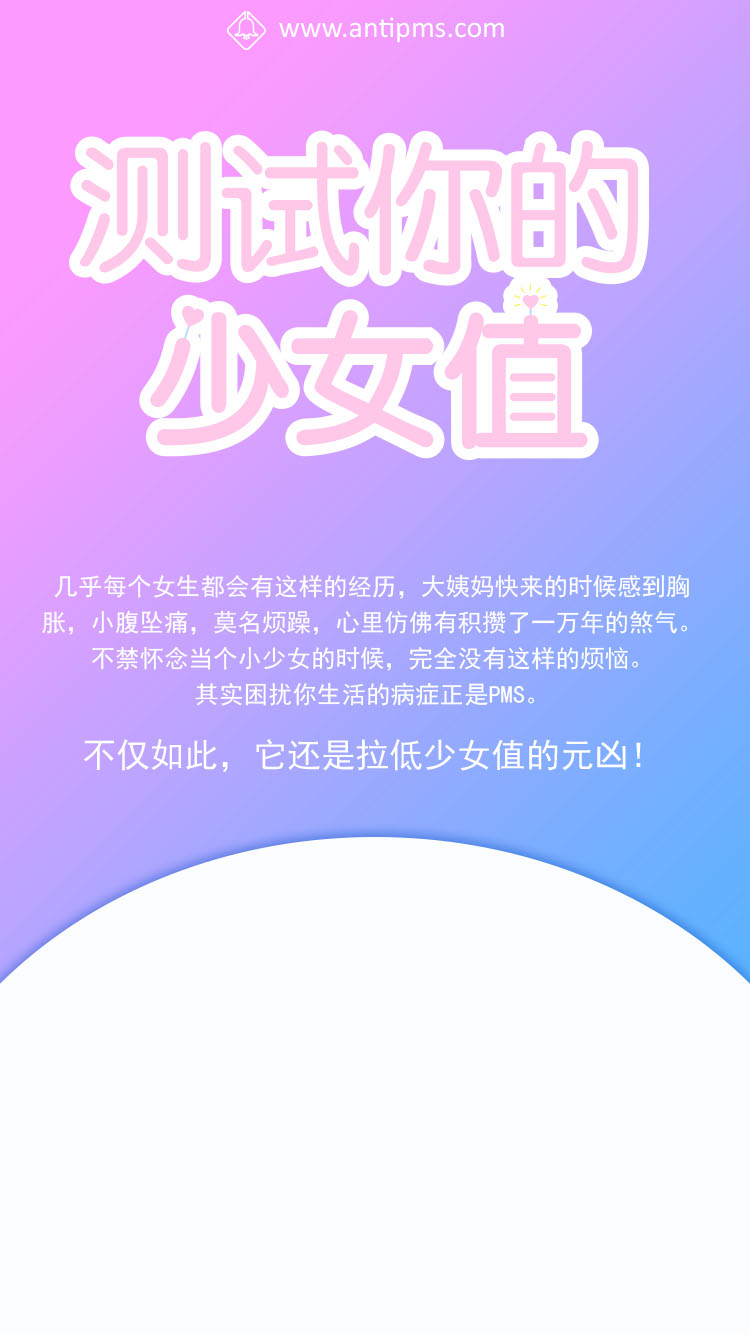 www.antipms.com
测试你的
少女值
几乎每个女生都会有这样的经历，大姨妈快来的时候感到胸
胀，小腹坠痛，莫名烦躁，心里仿佛有积攒了一万年的煞气。
不禁怀念当个小少女的时候，完全没有这样的烦恼。
其实困扰你生活的病症正是PMS。
不仅如此，它还是拉低少女值的元凶！